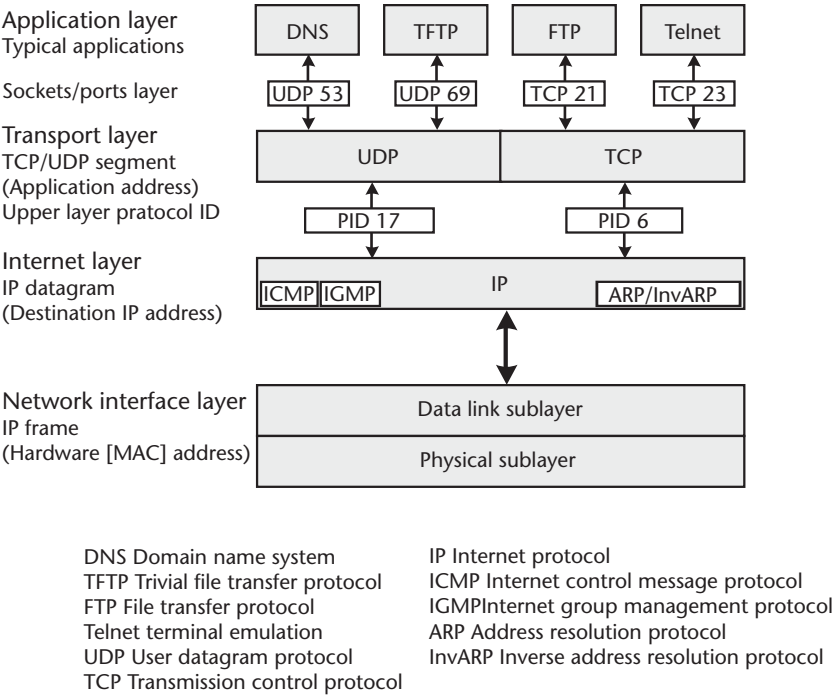 Application layer
Typical applications
DNS
TFTP
FTP
Telnet
Sockets/ports layer
UDP 53
UDP 69
TCP 21
TCP 23
Transport layer
TCP/UDP segment
(Application address)
Upper layer pratocol ID
UDP
TCP
PID 17
PID 6
Internet layer
IP datagram
(Destination IP address)
IP
ICMP
IGMP
ARP/InvARP
Network interface layer
IP frame
(Hardware [MAC] address)
Data link sublayer
Physical sublayer
DNS Domain name system
TFTP Trivial file transfer protocol
FTP File transfer protocol
Telnet terminal emulation
UDP User datagram protocol
TCP Transmission control protocol
IP Internet protocol
ICMP Internet control message protocol
IGMPInternet group management protocol
ARP Address resolution protocol
InvARP Inverse address resolution protocol